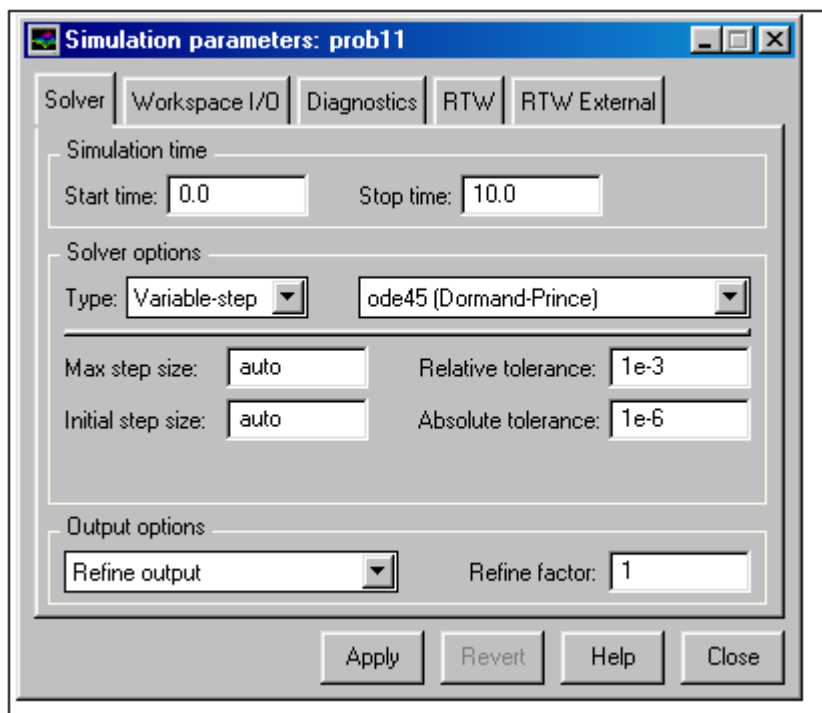 Simulation parameters: prob11
Solver Workspace I/O Diagnostics RTW RTW External
Simulation time
Start time: 0.0 Stop time: 10.0
Solver options
Type: Variable-step ode45 (Dormand-Prince)
Max step size: auto Relative tolerance: 1e-3
Initial step size: auto Absolute tolerance: 1e-6
Output options
Refine output Refine factor: 1
Apply Revert Help Close